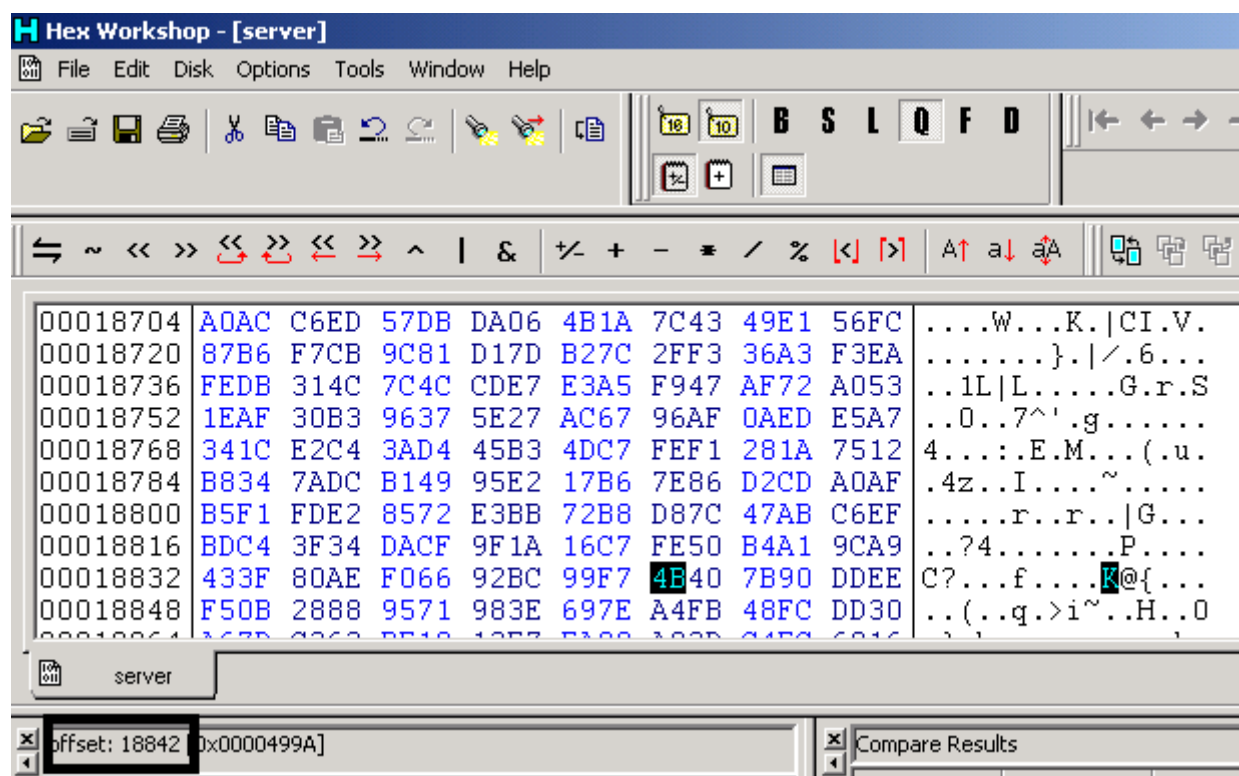 Hex Workshop - [server]
File Edit Disk Options Tools Window Help
16 10 B S L Q F D
+/- + - * / % A↑ a↓ aA
00018704 A0AC C6ED 57DB DA06 4B1A 7C43 49E1 56FC ....W...K.|CI.V.
00018720 87B6 F7CB 9C81 D17D B27C 2FF3 36A3 F3EA .......}.|/.6...
00018736 FEDB 314C 7C4C CDE7 E3A5 F947 AF72 A053 ..1L|L.....G.r.S
00018752 1EAF 30B3 9637 5E27 AC67 96AF 0AED E5A7 ..0..7^'.g......
00018768 341C E2C4 3AD4 45B3 4DC7 FEF1 281A 7512 4...:.E.M...(.u.
00018784 B834 7ADC B149 95E2 17B6 7E86 D2CD A0AF .4z..I....~.....
00018800 B5F1 FDE2 8572 E3BB 72B8 D87C 47AB C6EF .....r..r..|G...
00018816 BDC4 3F34 DACF 9F1A 16C7 FE50 B4A1 9CA9 ..?4.......P....
00018832 433F 80AE F066 92BC 99F7 4B40 7B90 DDEE C?...f....K@{...
00018848 F50B 2888 9571 983E 697E A4FB 48FC DD30 ..(..q.>i~..H..0
server
offset: 18842 [0x0000499A]
Compare Results